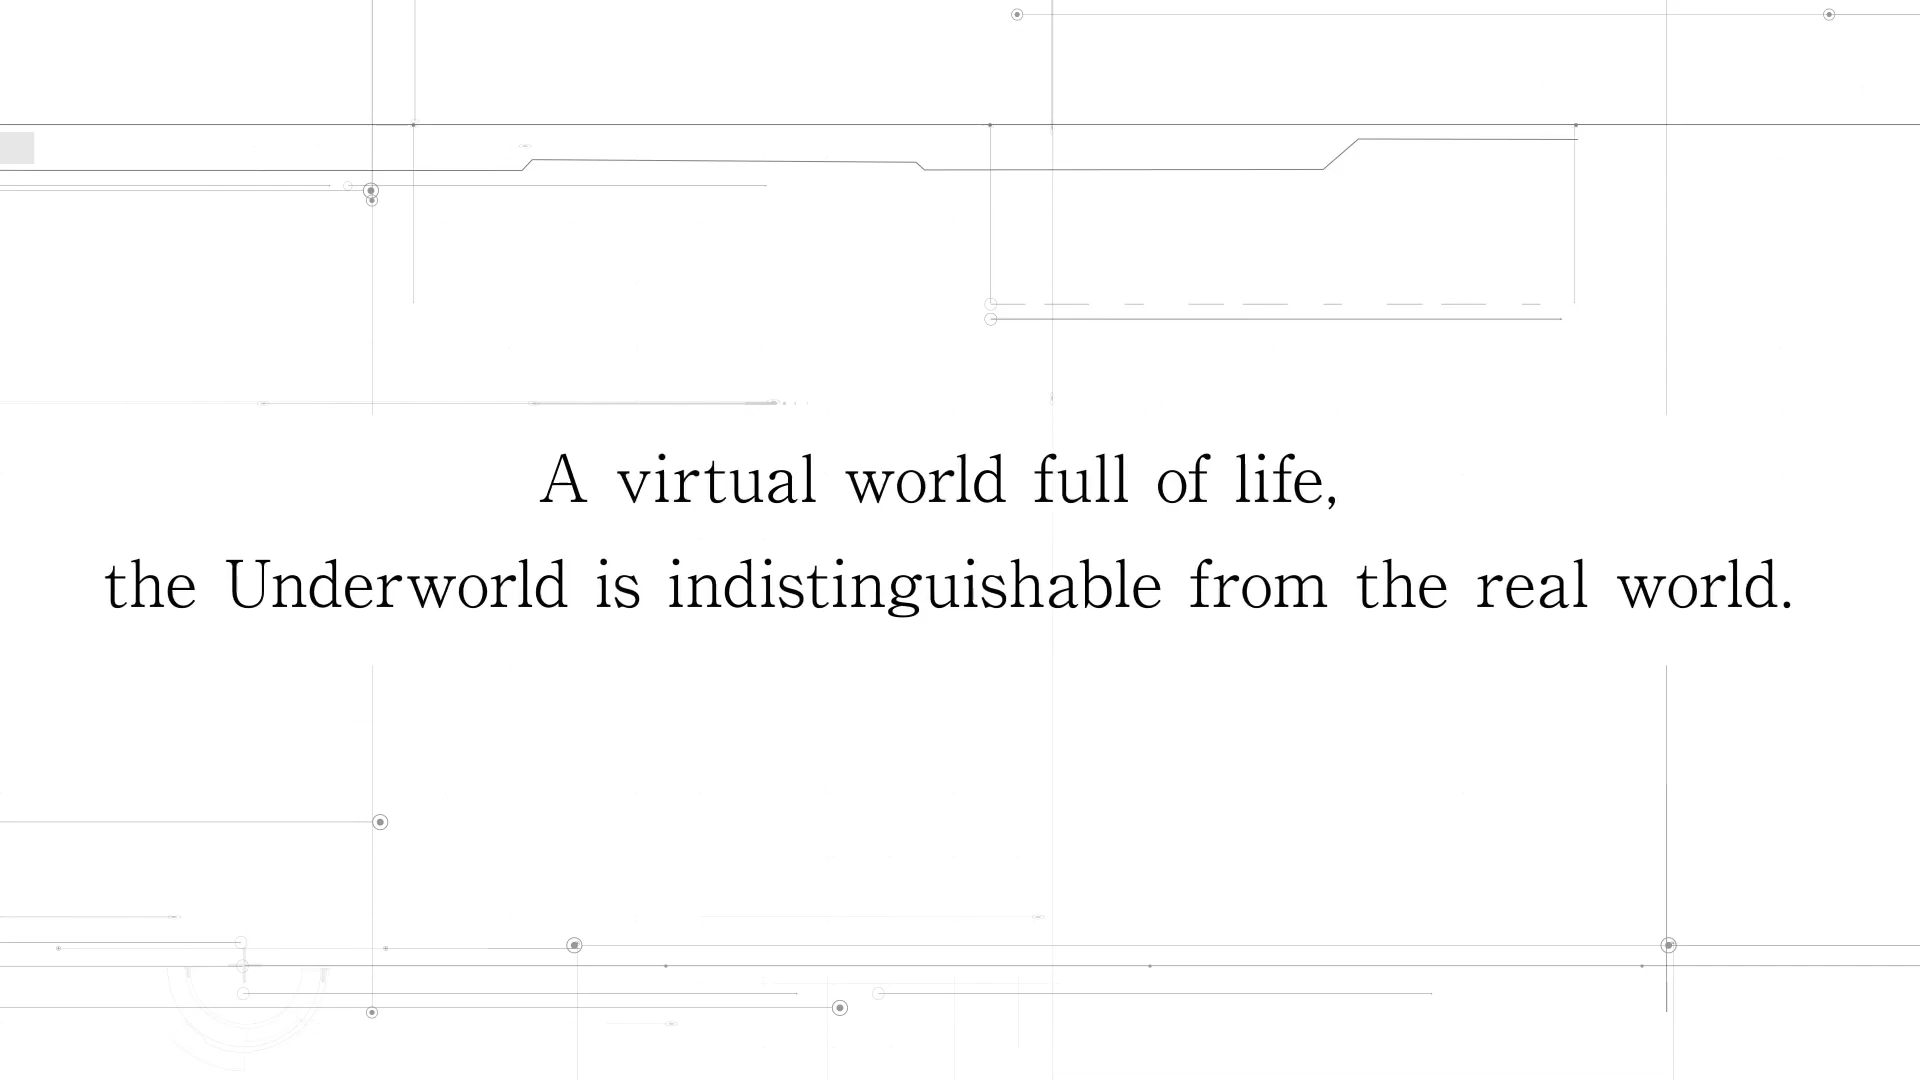 A virtual world full of life,
the Underworld is indistinguishable from the real world.